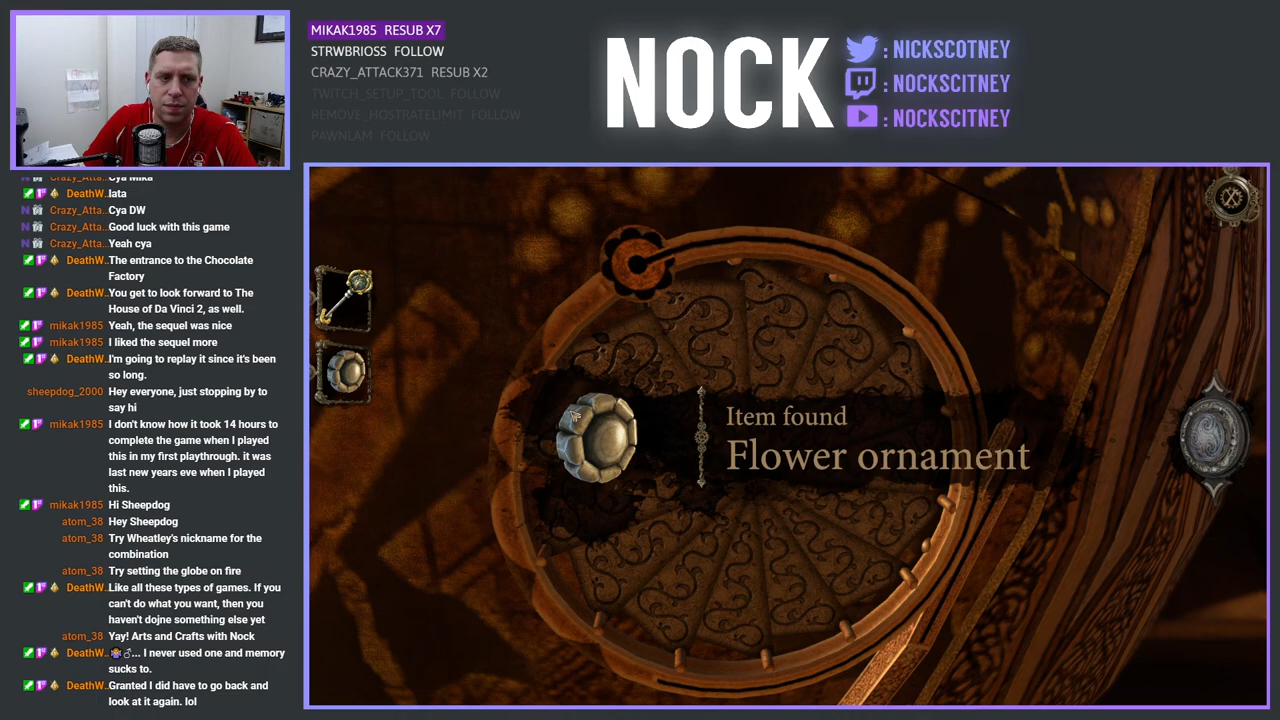 MIKAK1985 RESUB X7
STRWBRIOSS FOLLOW
CRAZY_ATTACK371 RESUB X2
TWITCH_SETUP_TOOL FOLLOW
REMOVE_HOSTRATELIMIT FOLLOW
PAWNLAM FOLLOW
NOCK
: NICKSCOTNEY
: NOCKSCITNEY
: NOCKSCITNEY
Crazy_Atta.. Cya Mika
DeathW.. lata
Crazy_Atta.. Cya DW
Crazy_Atta.. Good luck with this game
Crazy_Atta.. Yeah cya
DeathW.. The entrance to the Chocolate
Factory
DeathW.. You get to look forward to The
House of Da Vinci 2, as well.
mikak1985 Yeah, the sequel was nice
mikak1985 I liked the sequel more
DeathW.. I'm going to replay it since it's been
so long.
sheepdog_2000 Hey everyone, just stopping by to
say hi
mikak1985 I don't know how it took 14 hours to
complete the game when I played
this in my first playthrough. it was
last new years eve when I played
this.
mikak1985 Hi Sheepdog
atom_38 Hey Sheepdog
atom_38 Try Wheatley's nickname for the
combination
atom_38 Try setting the globe on fire
DeathW.. Like all these types of games. If you
can't do what you want, then you
haven't dojne something else yet
atom_38 Yay! Arts and Crafts with Nock
DeathW.. ... I never used one and memory
sucks to.
DeathW.. Granted I did have to go back and
look at it again. lol
Item found
Flower ornament